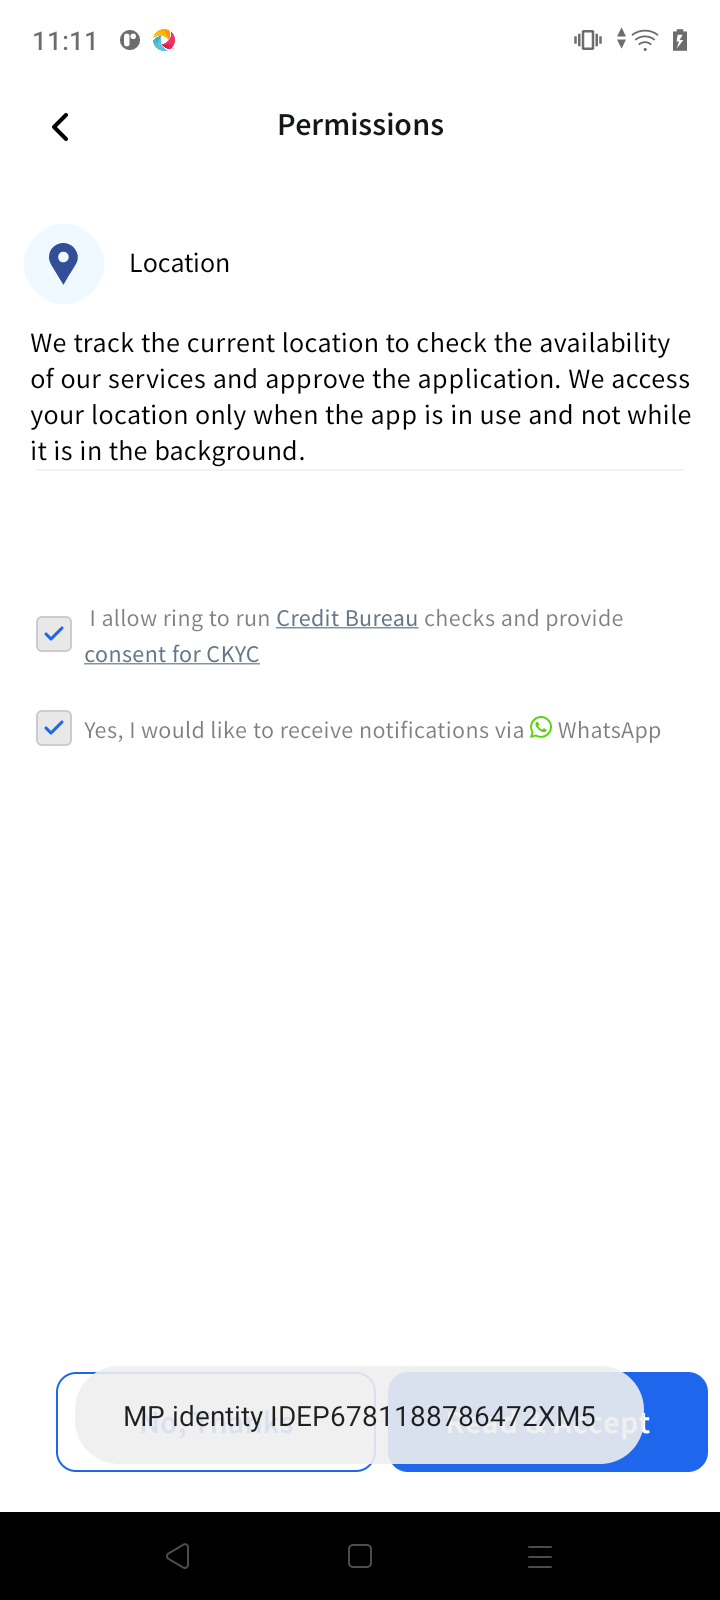 11:11
Permissions
Location
We track the current location to check the availability
of our services and approve the application. We access
your location only when the app is in use and not while
it is in the background.
I allow ring to run Credit Bureau checks and provide
consent for CKYC
Yes, I would like to receive notifications via WhatsApp
No, Thanks
Read & Accept
MP identity IDEP6781188786472XM5